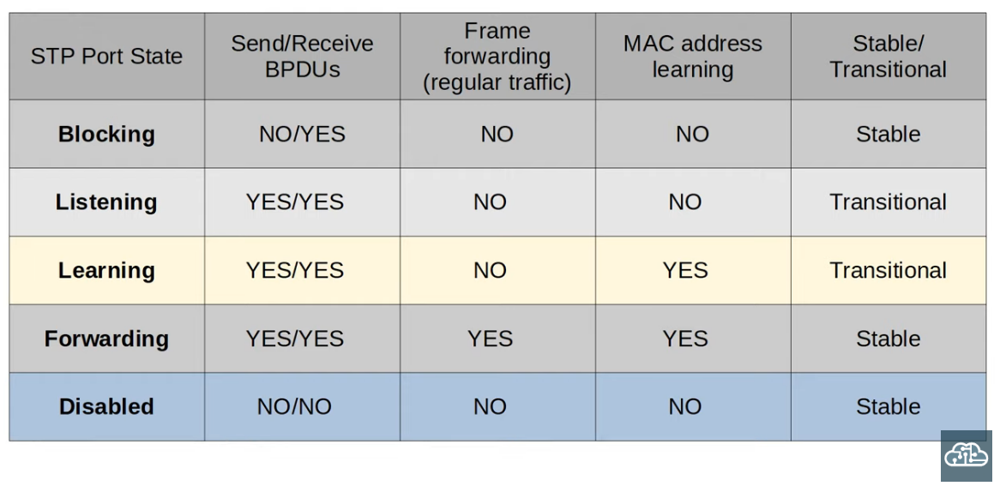 STP Port State
Send/Receive
BPDUs
Frame
forwarding
(regular traffic)
MAC address
learning
Stable/
Transitional
Blocking
NO/YES
NO
NO
Stable
Listening
YES/YES
NO
NO
Transitional
Learning
YES/YES
NO
YES
Transitional
Forwarding
YES/YES
YES
YES
Stable
Disabled
NO/NO
NO
NO
Stable